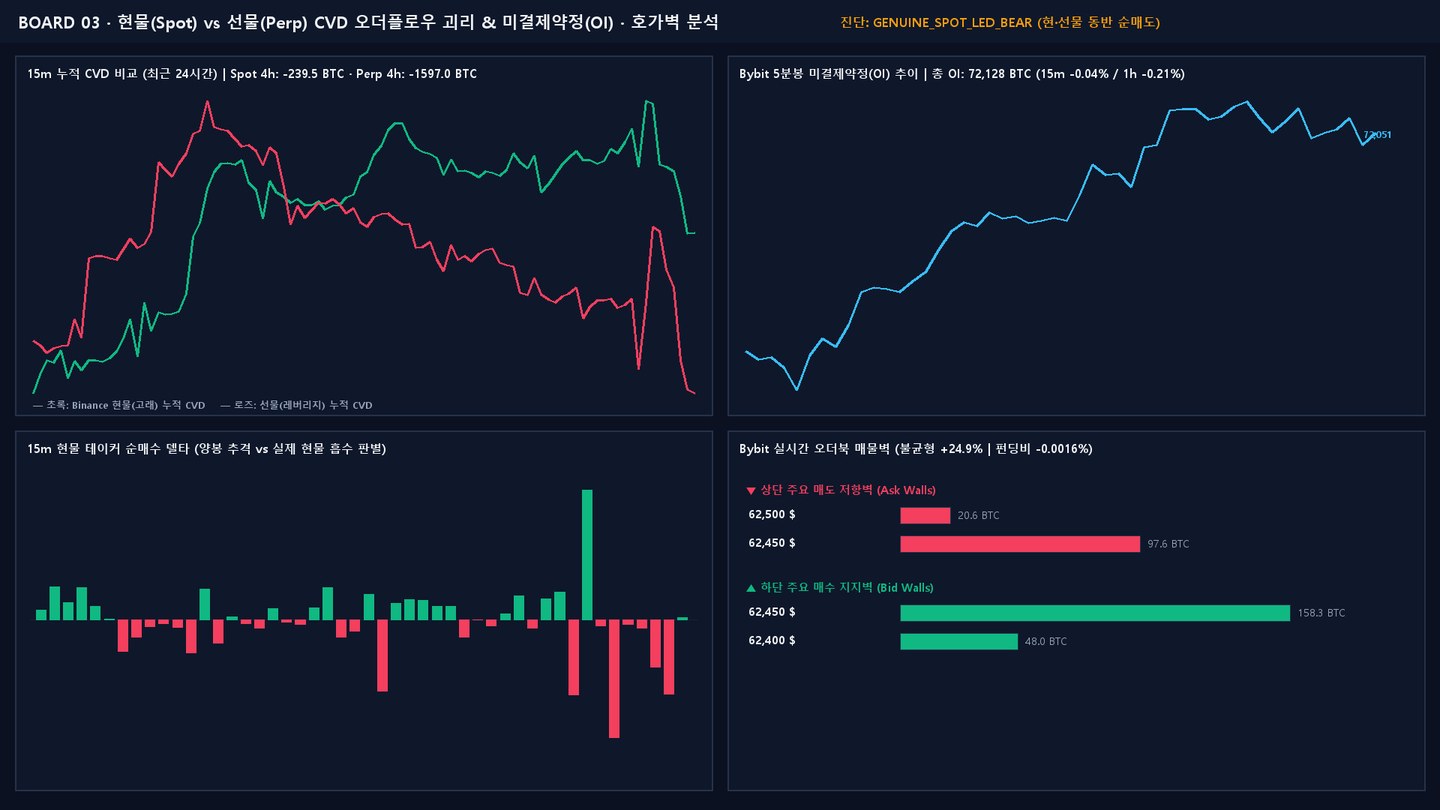 BOARD 03 · 현물(Spot) vs 선물(Perp) CVD 오더플로우 괴리 & 미결제약정(OI) · 호가벽 분석
진단: GENUINE_SPOT_LED_BEAR (현·선물 동반 순매도)
15m 누적 CVD 비교 (최근 24시간) | Spot 4h: -239.5 BTC · Perp 4h: -1597.0 BTC
— 초록: Binance 현물(고래) 누적 CVD — 로즈: 선물(레버리지) 누적 CVD
Bybit 5분봉 미결제약정(OI) 추이 | 총 OI: 72,128 BTC (15m -0.04% / 1h -0.21%)
15m 현물 테이커 순매수 델타 (양봉 추격 vs 실제 현물 흡수 판별)
Bybit 실시간 오더북 매물벽 (불균형 +24.9% | 펀딩비 -0.0016%)
▼ 상단 주요 매도 저항벽 (Ask Walls)
62,500 $ 20.6 BTC
62,450 $ 97.6 BTC
▲ 하단 주요 매수 지지벽 (Bid Walls)
62,450 $ 158.3 BTC
62,400 $ 48.0 BTC